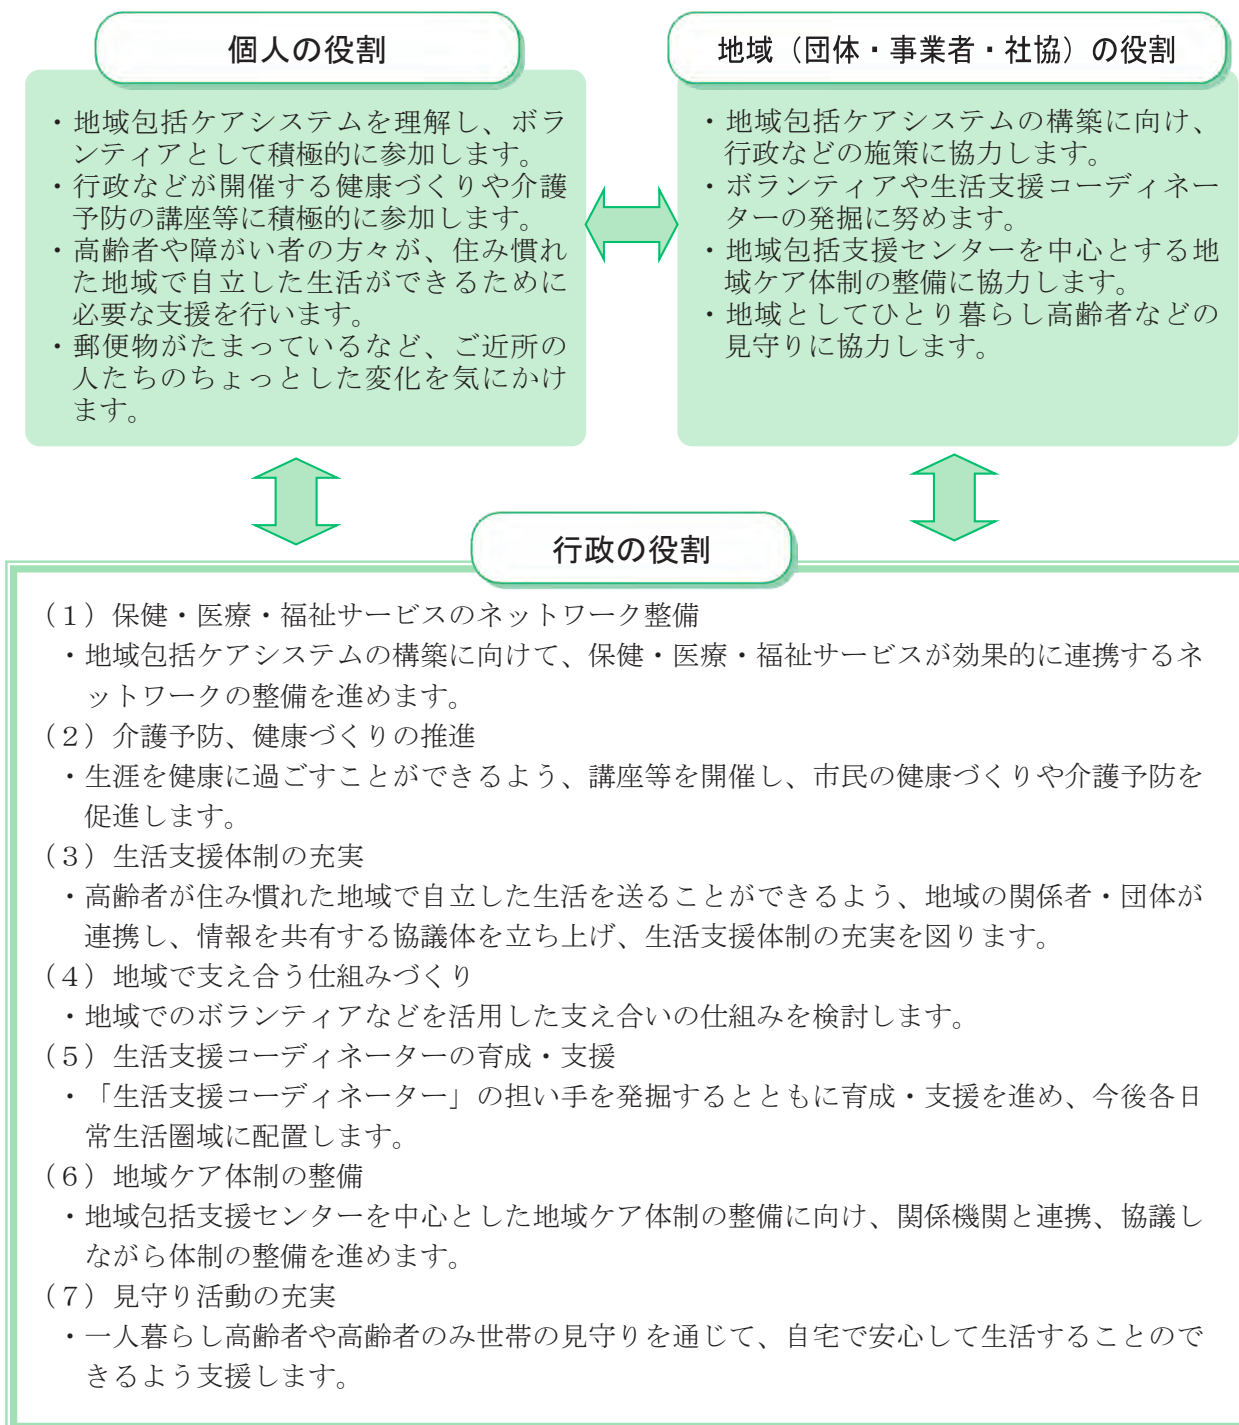 個人の役割
・地域包括ケアシステムを理解し、ボラ
ンティアとして積極的に参加します。
・行政などが開催する健康づくりや介護
予防の講座等に積極的に参加します。
・高齢者や障がい者の方々が、住み慣れ
た地域で自立した生活ができるために
必要な支援を行います。
・郵便物がたまっているなど、ご近所の
人たちのちょっとした変化を気にかけ
ます。
地域（団体・事業者・社協）の役割
・地域包括ケアシステムの構築に向け、
行政などの施策に協力します。
・ボランティアや生活支援コーディネー
ターの発掘に努めます。
・地域包括支援センターを中心とする地
域ケア体制の整備に協力します。
・地域としてひとり暮らし高齢者などの
見守りに協力します。
行政の役割
（１）保健・医療・福祉サービスのネットワーク整備
・地域包括ケアシステムの構築に向けて、保健・医療・福祉サービスが効果的に連携するネ
ットワークの整備を進めます。
（２）介護予防、健康づくりの推進
・生涯を健康に過ごすことができるよう、講座等を開催し、市民の健康づくりや介護予防を
促進します。
（３）生活支援体制の充実
・高齢者が住み慣れた地域で自立した生活を送ることができるよう、地域の関係者・団体が
連携し、情報を共有する協議体を立ち上げ、生活支援体制の充実を図ります。
（４）地域で支え合う仕組みづくり
・地域でのボランティアなどを活用した支え合いの仕組みを検討します。
（５）生活支援コーディネーターの育成・支援
・「生活支援コーディネーター」の担い手を発掘するとともに育成・支援を進め、今後各日
常生活圏域に配置します。
（６）地域ケア体制の整備
・地域包括支援センターを中心とした地域ケア体制の整備に向け、関係機関と連携、協議し
ながら体制の整備を進めます。
（７）見守り活動の充実
・一人暮らし高齢者や高齢者のみ世帯の見守りを通じて、自宅で安心して生活することので
きるよう支援します。